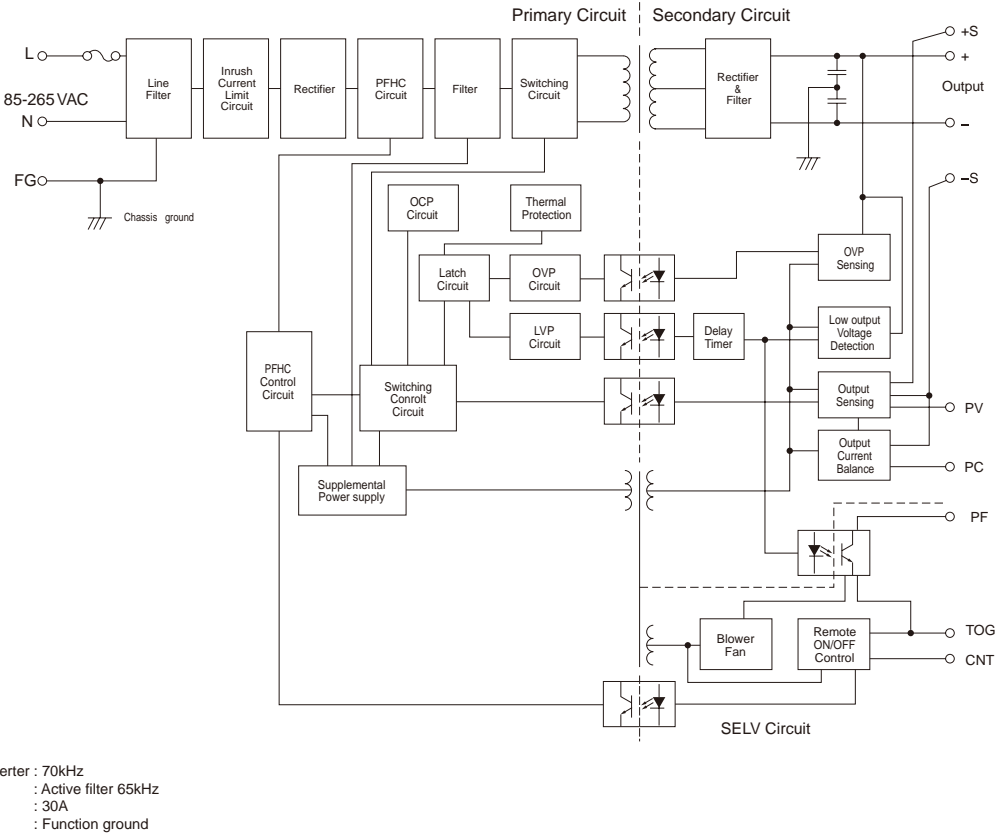 Primary Circuit
Secondary Circuit
+S
L
+
Line
Filter
Inrush
Current
Limit
Circuit
Rectifier
PFHC
Circuit
Filter
Switching
Circuit
Rectifier
&
Filter
Output
85-265 VAC
N
–
FG
–S
Chassis ground
OCP
Circuit
Thermal
Protection
Latch
Circuit
OVP
Circuit
OVP
Sensing
LVP
Circuit
Delay
Timer
Low output
Voltage
Detection
PFHC
Control
Circuit
Switching
Conrolt
Circuit
Output
Sensing
PV
Output
Current
Balance
PC
Supplemental
Power supply
PF
Blower
Fan
Remote
ON/OFF
Control
TOG
CNT
SELV Circuit
erter : 70kHz
: Active filter 65kHz
: 30A
: Function ground